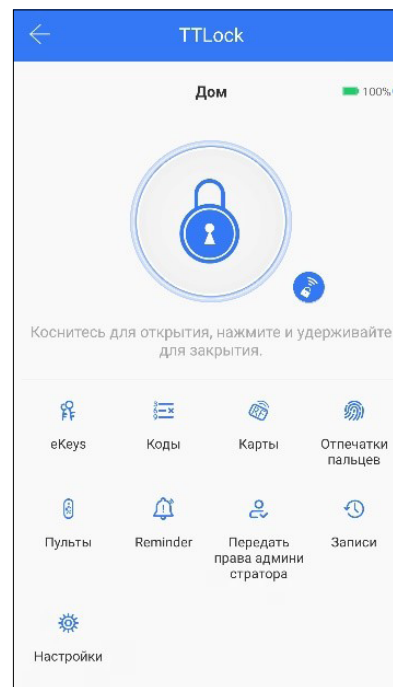 TTLock
Дом 100%
Коснитесь для открытия, нажмите и удерживайте
для закрытия.
eKeys Коды Карты Отпечатки
пальцев
Пульты Reminder Передать Записи
права админи
стратора
Настройки